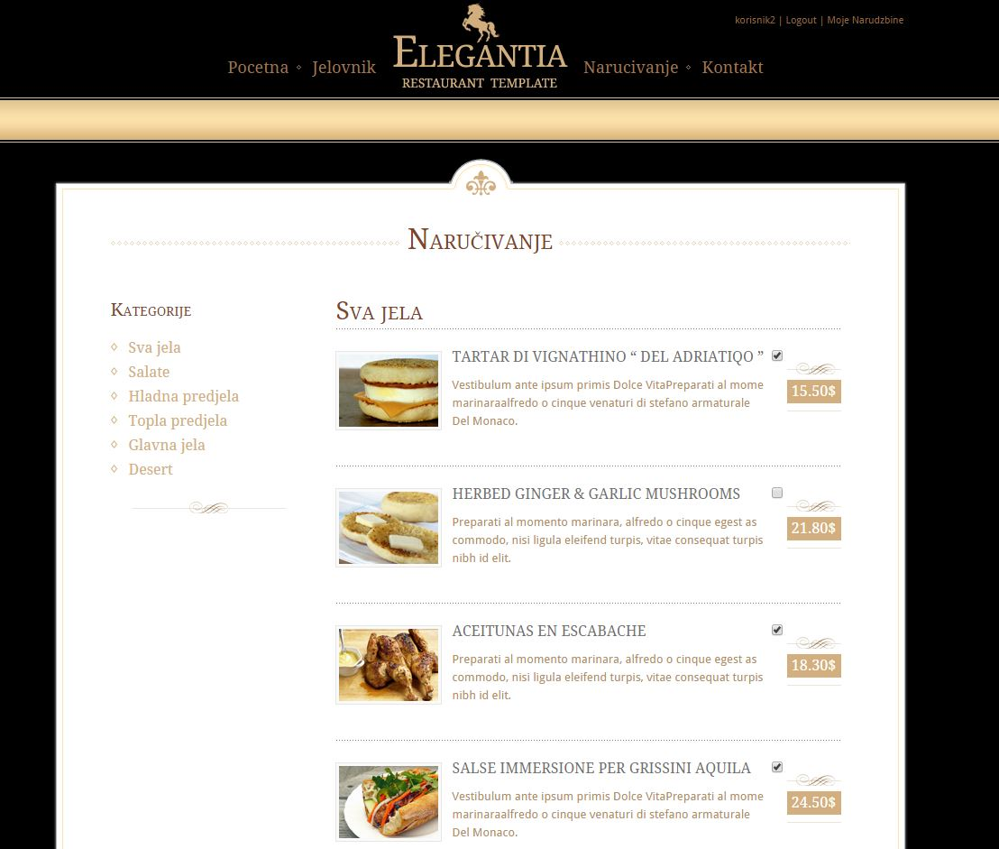 korisnik2 | Logout | Moje Narudzbine
Pocetna
Jelovnik
ELEGANTIA
RESTAURANT TEMPLATE
Narucivanje
Kontakt
NARUČIVANJE
KATEGORIJE
Sva jela
Salate
Hladna predjela
Topla predjela
Glavna jela
Desert
SVA JELA
TARTAR DI VIGNATHINO “ DEL ADRIATIQO ”
Vestibulum ante ipsum primis Dolce VitaPreparati al mome
marinaraalfredo o cinque venaturi di stefano armaturale
Del Monaco.
15.50$
HERBED GINGER & GARLIC MUSHROOMS
Preparati al momento marinara, alfredo o cinque egest as
commodo, nisi ligula eleifend turpis, vitae consequat turpis
nibh id elit.
21.80$
ACEITUNAS EN ESCABACHE
Preparati al momento marinara, alfredo o cinque egest as
commodo, nisi ligula eleifend turpis, vitae consequat turpis
nibh id elit.
18.30$
SALSE IMMERSIONE PER GRISSINI AQUILA
Vestibulum ante ipsum primis Dolce VitaPreparati al mome
marinaraalfredo o cinque venaturi di stefano armaturale
Del Monaco.
24.50$